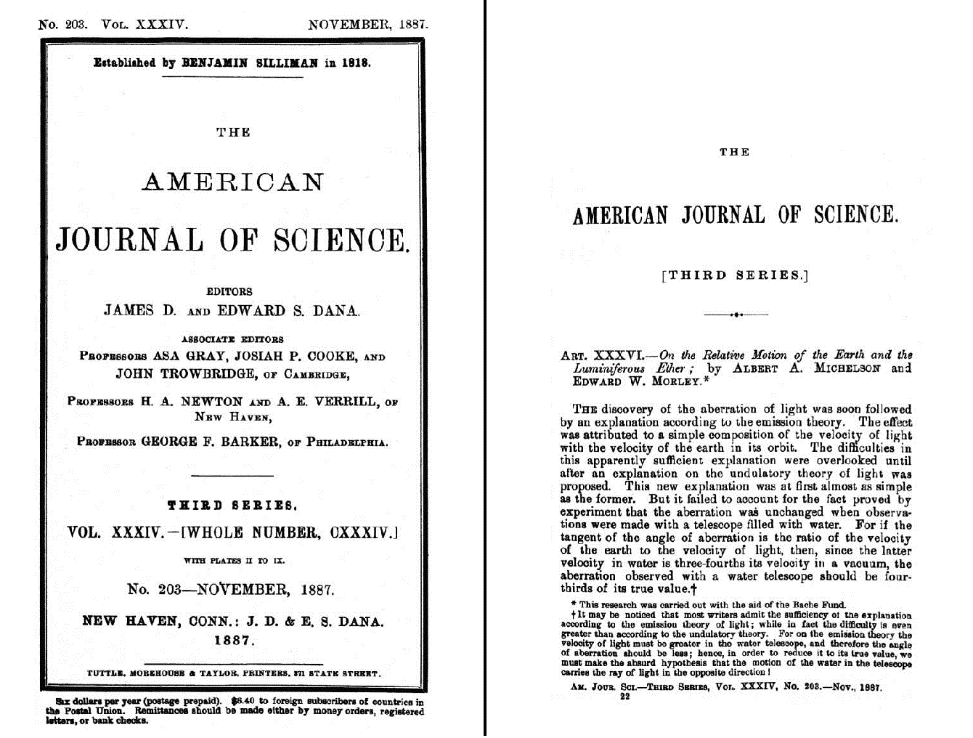 No. 203. Vol. XXXIV. NOVEMBER, 1887.
Established by BENJAMIN SILLIMAN in 1818.
THE
AMERICAN
JOURNAL OF SCIENCE.
EDITORS
JAMES D. AND EDWARD S. DANA.
ASSOCIATE EDITORS
PROFESSORS ASA GRAY, JOSIAH P. COOKE, AND
JOHN TROWBRIDGE, OF CAMBRIDGE,
PROFESSORS H. A. NEWTON AND A. E. VERRILL, OF
NEW HAVEN,
PROFESSOR GEORGE F. BARKER, OF PHILADELPHIA.
THIRD SERIES.
VOL. XXXIV.—[WHOLE NUMBER, CXXXIV.]
WITH PLATES II TO IX.
No. 203—NOVEMBER, 1887.
NEW HAVEN, CONN.: J. D. & E. S. DANA.
1887.
TUTTLE, MOREHOUSE & TAYLOR, PRINTERS, 371 STATE STREET.
Six dollars per year (postage prepaid). $6.40 to foreign subscribers of countries in
the Postal Union. Remittances should be made either by money orders, registered
letters, or bank checks.
THE
AMERICAN JOURNAL OF SCIENCE.
[THIRD SERIES.]
ART. XXXVI.—On the Relative Motion of the Earth and the
Luminiferous Ether; by ALBERT A. MICHELSON and
EDWARD W. MORLEY.*
THE discovery of the aberration of light was soon followed
by an explanation according to the emission theory. The effect
was attributed to a simple composition of the velocity of light
with the velocity of the earth in its orbit. The difficulties in
this apparently sufficient explanation were overlooked until
after an explanation on the undulatory theory of light was
proposed. This new explanation was at first almost as simple
as the former. But it failed to account for the fact proved by
experiment that the aberration was unchanged when observa-
tions were made with a telescope filled with water. For if the
tangent of the angle of aberration is the ratio of the velocity
of the earth to the velocity of light, then, since the latter
velocity in water is three-fourths its velocity in a vacuum, the
aberration observed with a water telescope should be four-
thirds of its true value.†
* This research was carried out with the aid of the Bache Fund.
† It may be noticed that most writers admit the sufficiency of the explanation
according to the emission theory of light; while in fact the difficulty is even
greater than according to the undulatory theory. For on the emission theory the
velocity of light must be greater in the water telescope, and therefore the angle
of aberration should be less; hence, in order to reduce it to its true value, we
must make the absurd hypothesis that the motion of the water in the telescope
carries the ray of light in the opposite direction!
AM. JOUR. SCI.—THIRD SERIES, VOL. XXXIV, No. 203.—NOV., 1887.
22